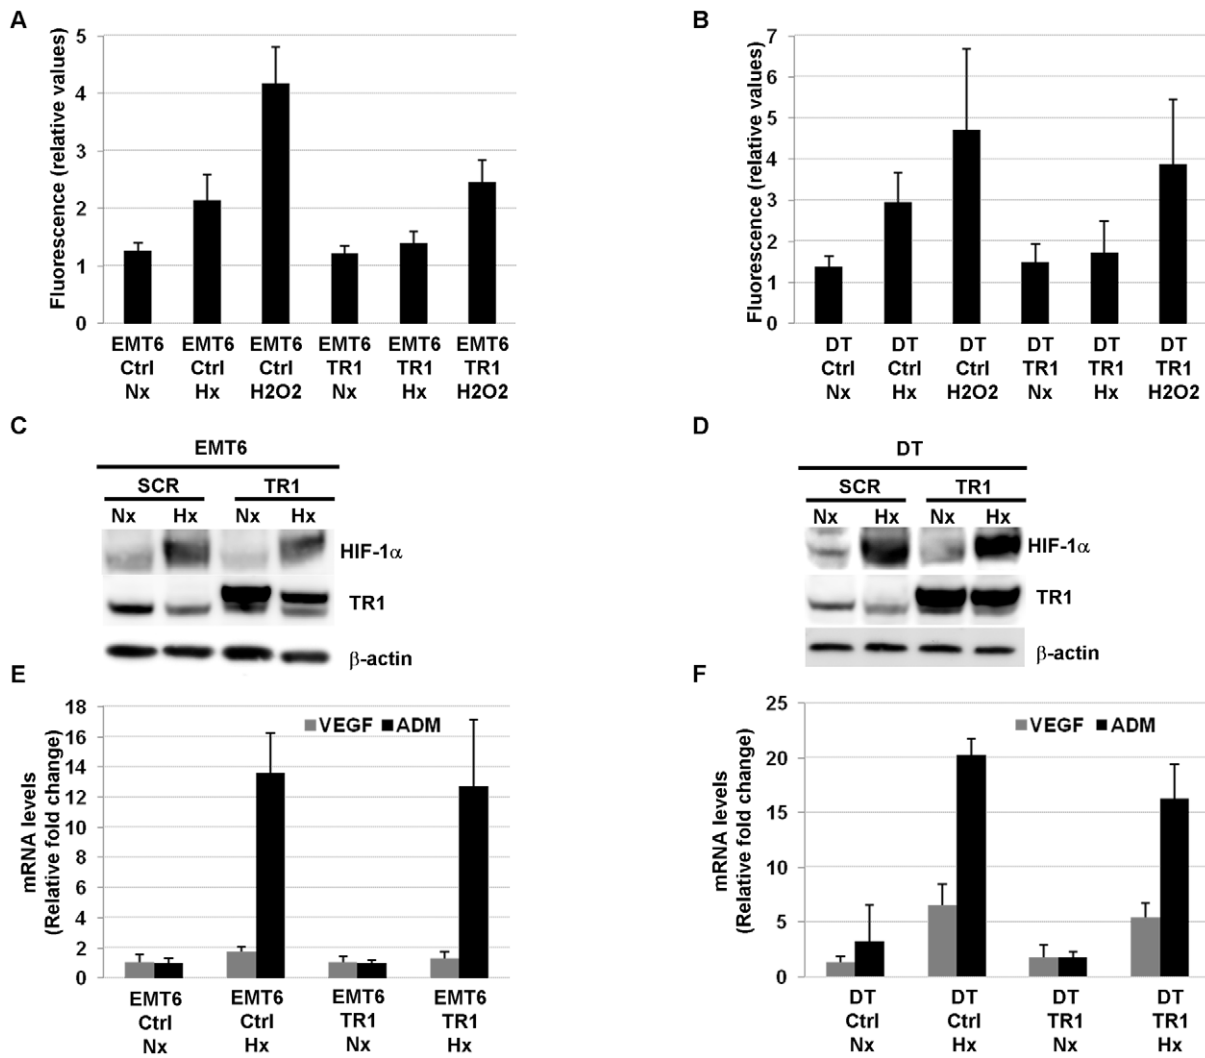 A
Fluorescence (relative values)
5
4
3
2
1
0
EMT6 EMT6 EMT6 EMT6 EMT6 EMT6
Ctrl Ctrl Ctrl TR1 TR1 TR1
Nx Hx H2O2 Nx Hx H2O2
B
Fluorescence (relative values)
7
6
5
4
3
2
1
0
DT DT DT DT DT DT
Ctrl Ctrl Ctrl TR1 TR1 TR1
Nx Hx H2O2 Nx Hx H2O2
C
EMT6
SCR TR1
Nx Hx Nx Hx
HIF-1α
TR1
β-actin
D
DT
SCR TR1
Nx Hx Nx Hx
HIF-1α
TR1
β-actin
E
mRNA levels
(Relative fold change)
18
16
14
12
10
8
6
4
2
0
VEGF ADM
EMT6 EMT6 EMT6 EMT6
Ctrl Ctrl TR1 TR1
Nx Hx Nx Hx
F
mRNA levels
(Relative fold change)
25
20
15
10
5
0
VEGF ADM
DT DT DT DT
Ctrl Ctrl TR1 TR1
Nx Hx Nx Hx